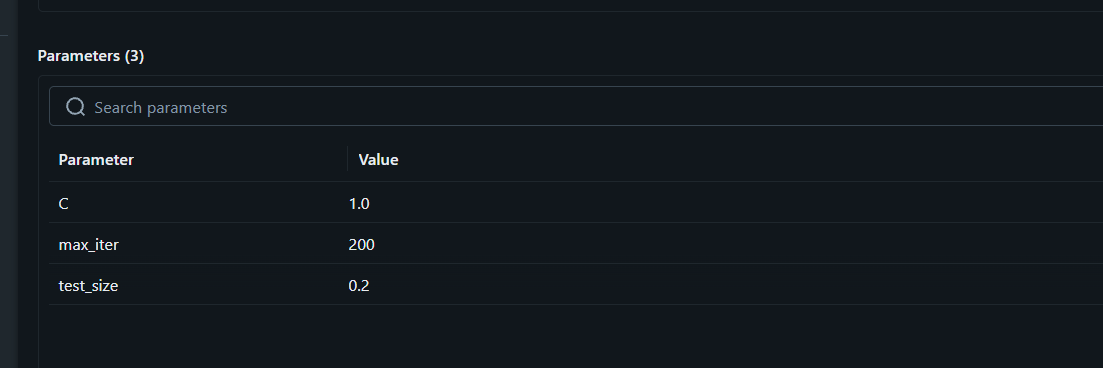 Parameters (3)
Search parameters
Parameter Value
C 1.0
max_iter 200
test_size 0.2